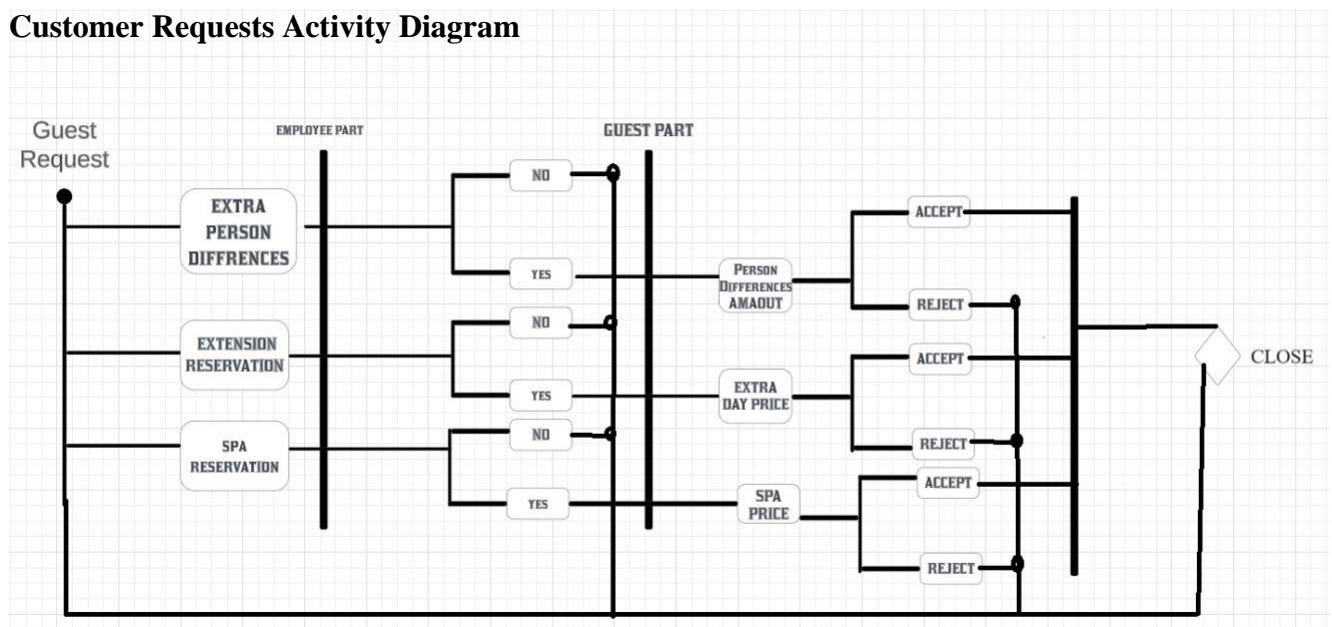 Customer Requests Activity Diagram
Guest
Request
EMPLOYEE PART
GUEST PART
EXTRA
PERSON
DIFFRENCES
NO
YES
PERSON
DIFFERENCES
AMAOUT
ACCEPT
REJECT
EXTENSION
RESERVATION
NO
YES
EXTRA
DAY PRICE
ACCEPT
REJECT
CLOSE
SPA
RESERVATION
NO
YES
SPA
PRICE
ACCEPT
REJECT